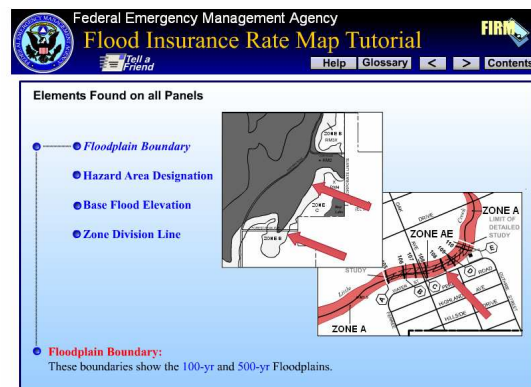 Federal Emergency Management Agency
Flood Insurance Rate Map Tutorial
FIRM
Tell a
Friend
Help
Glossary
<
>
Contents
Elements Found on all Panels
Floodplain Boundary
Hazard Area Designation
Base Flood Elevation
Zone Division Line
ZONE B
ZONE
C
ZONE B
ZONE A
LIMIT OF
DETAILED
STUDY
DRIVE
OAK
ZONE AE
STUDY
ROAD
HIGHLAND
HILLSIDE
DRIVE
ZONE A
Floodplain Boundary:
These boundaries show the 100-yr and 500-yr Floodplains.